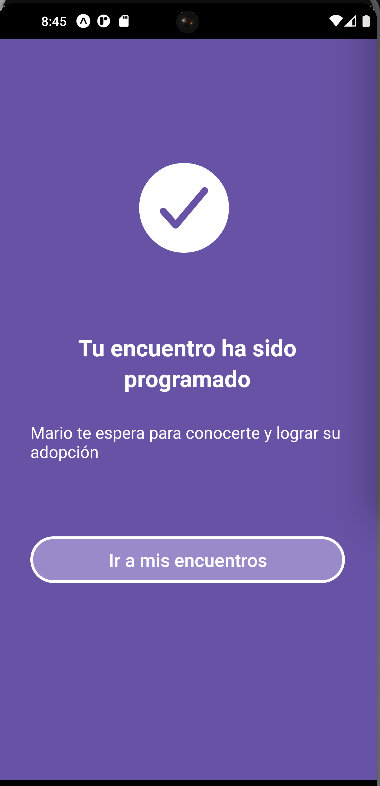 8:45
Tu encuentro ha sido
programado
Mario te espera para conocerte y lograr su
adopción
Ir a mis encuentros